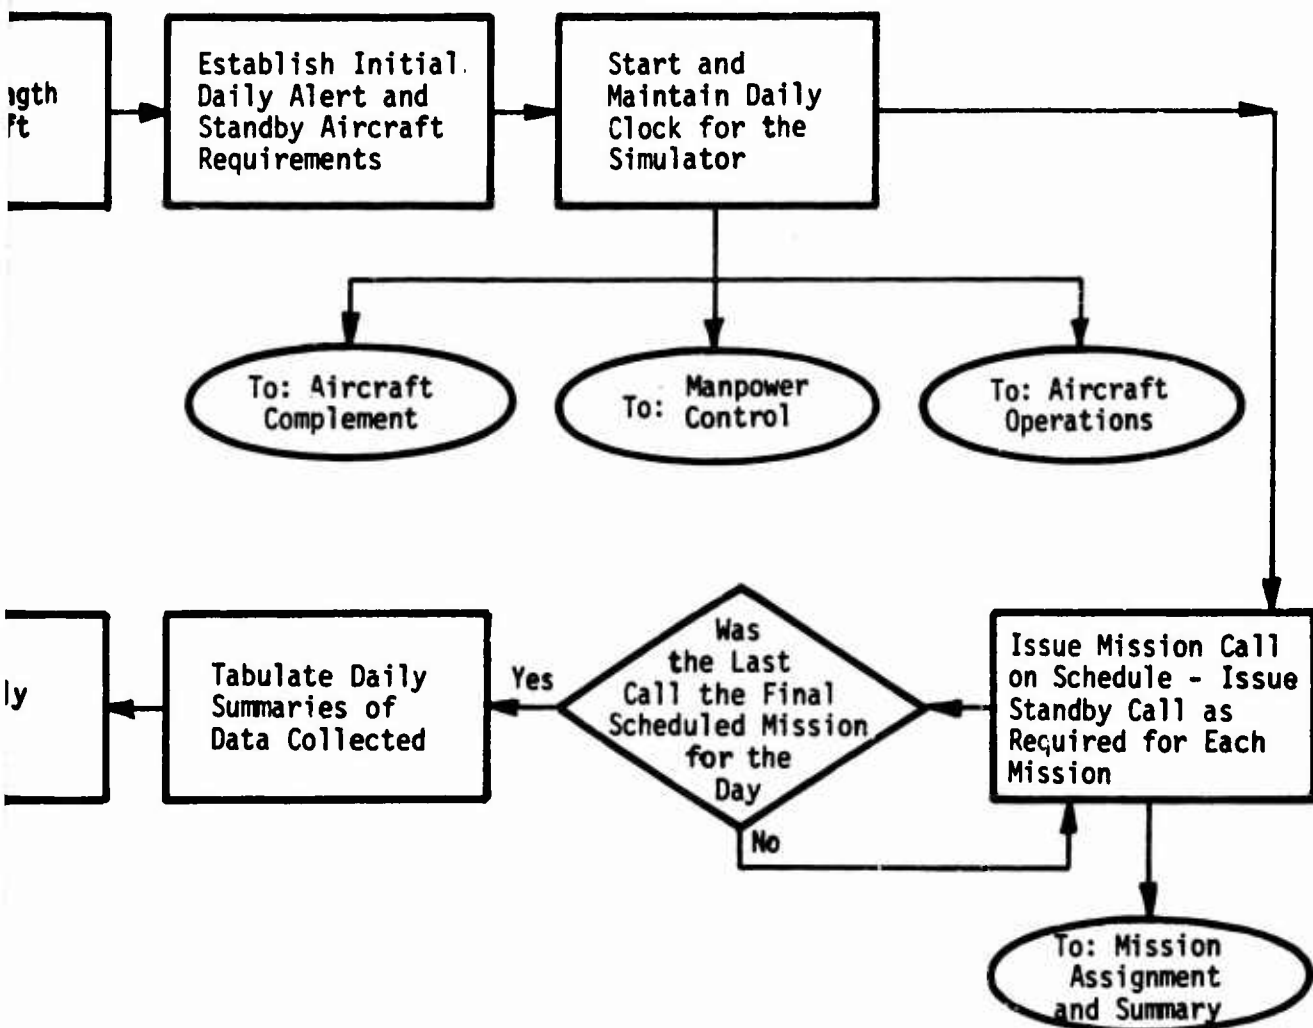 Establish Initial
Daily Alert and
Standby Aircraft
Requirements
Start and
Maintain Daily
Clock for the
Simulator
To: Aircraft
Complement
To: Manpower
Control
To: Aircraft
Operations
Issue Mission Call
on Schedule - Issue
Standby Call as
Required for Each
Mission
Was
the Last
Call the Final
Scheduled Mission
for the
Day
Yes
No
Tabulate Daily
Summaries of
Data Collected
To: Mission
Assignment
and Summary